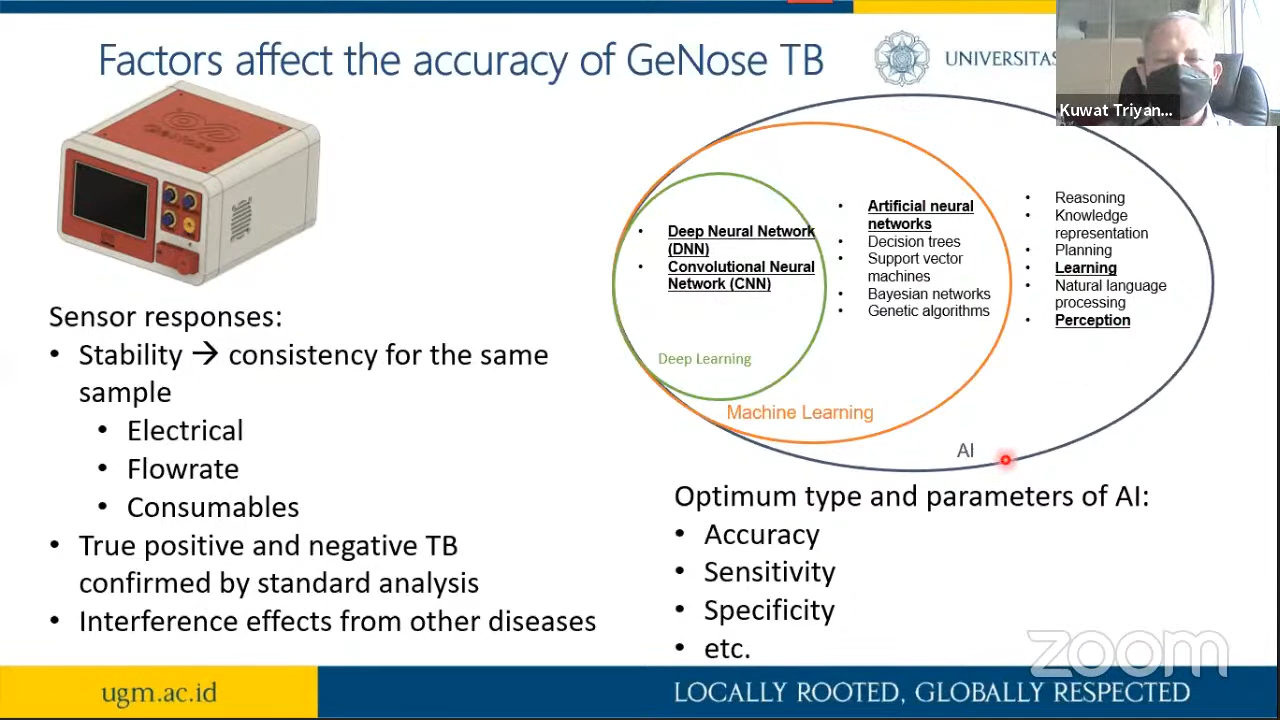 Factors affect the accuracy of GeNose TB
UNIVERSITAS
Kuwat Triyan...
GeNose
Sensor responses:
• Stability → consistency for the same
sample
• Electrical
• Flowrate
• Consumables
• True positive and negative TB
confirmed by standard analysis
• Interference effects from other diseases
• Deep Neural Network
(DNN)
• Convolutional Neural
Network (CNN)
Deep Learning
• Artificial neural
networks
• Decision trees
• Support vector
machines
• Bayesian networks
• Genetic algorithms
Machine Learning
• Reasoning
• Knowledge
representation
• Planning
• Learning
• Natural language
processing
• Perception
AI
Optimum type and parameters of AI:
• Accuracy
• Sensitivity
• Specificity
• etc.
zoom
ugm.ac.id
LOCALLY ROOTED, GLOBALLY RESPECTED